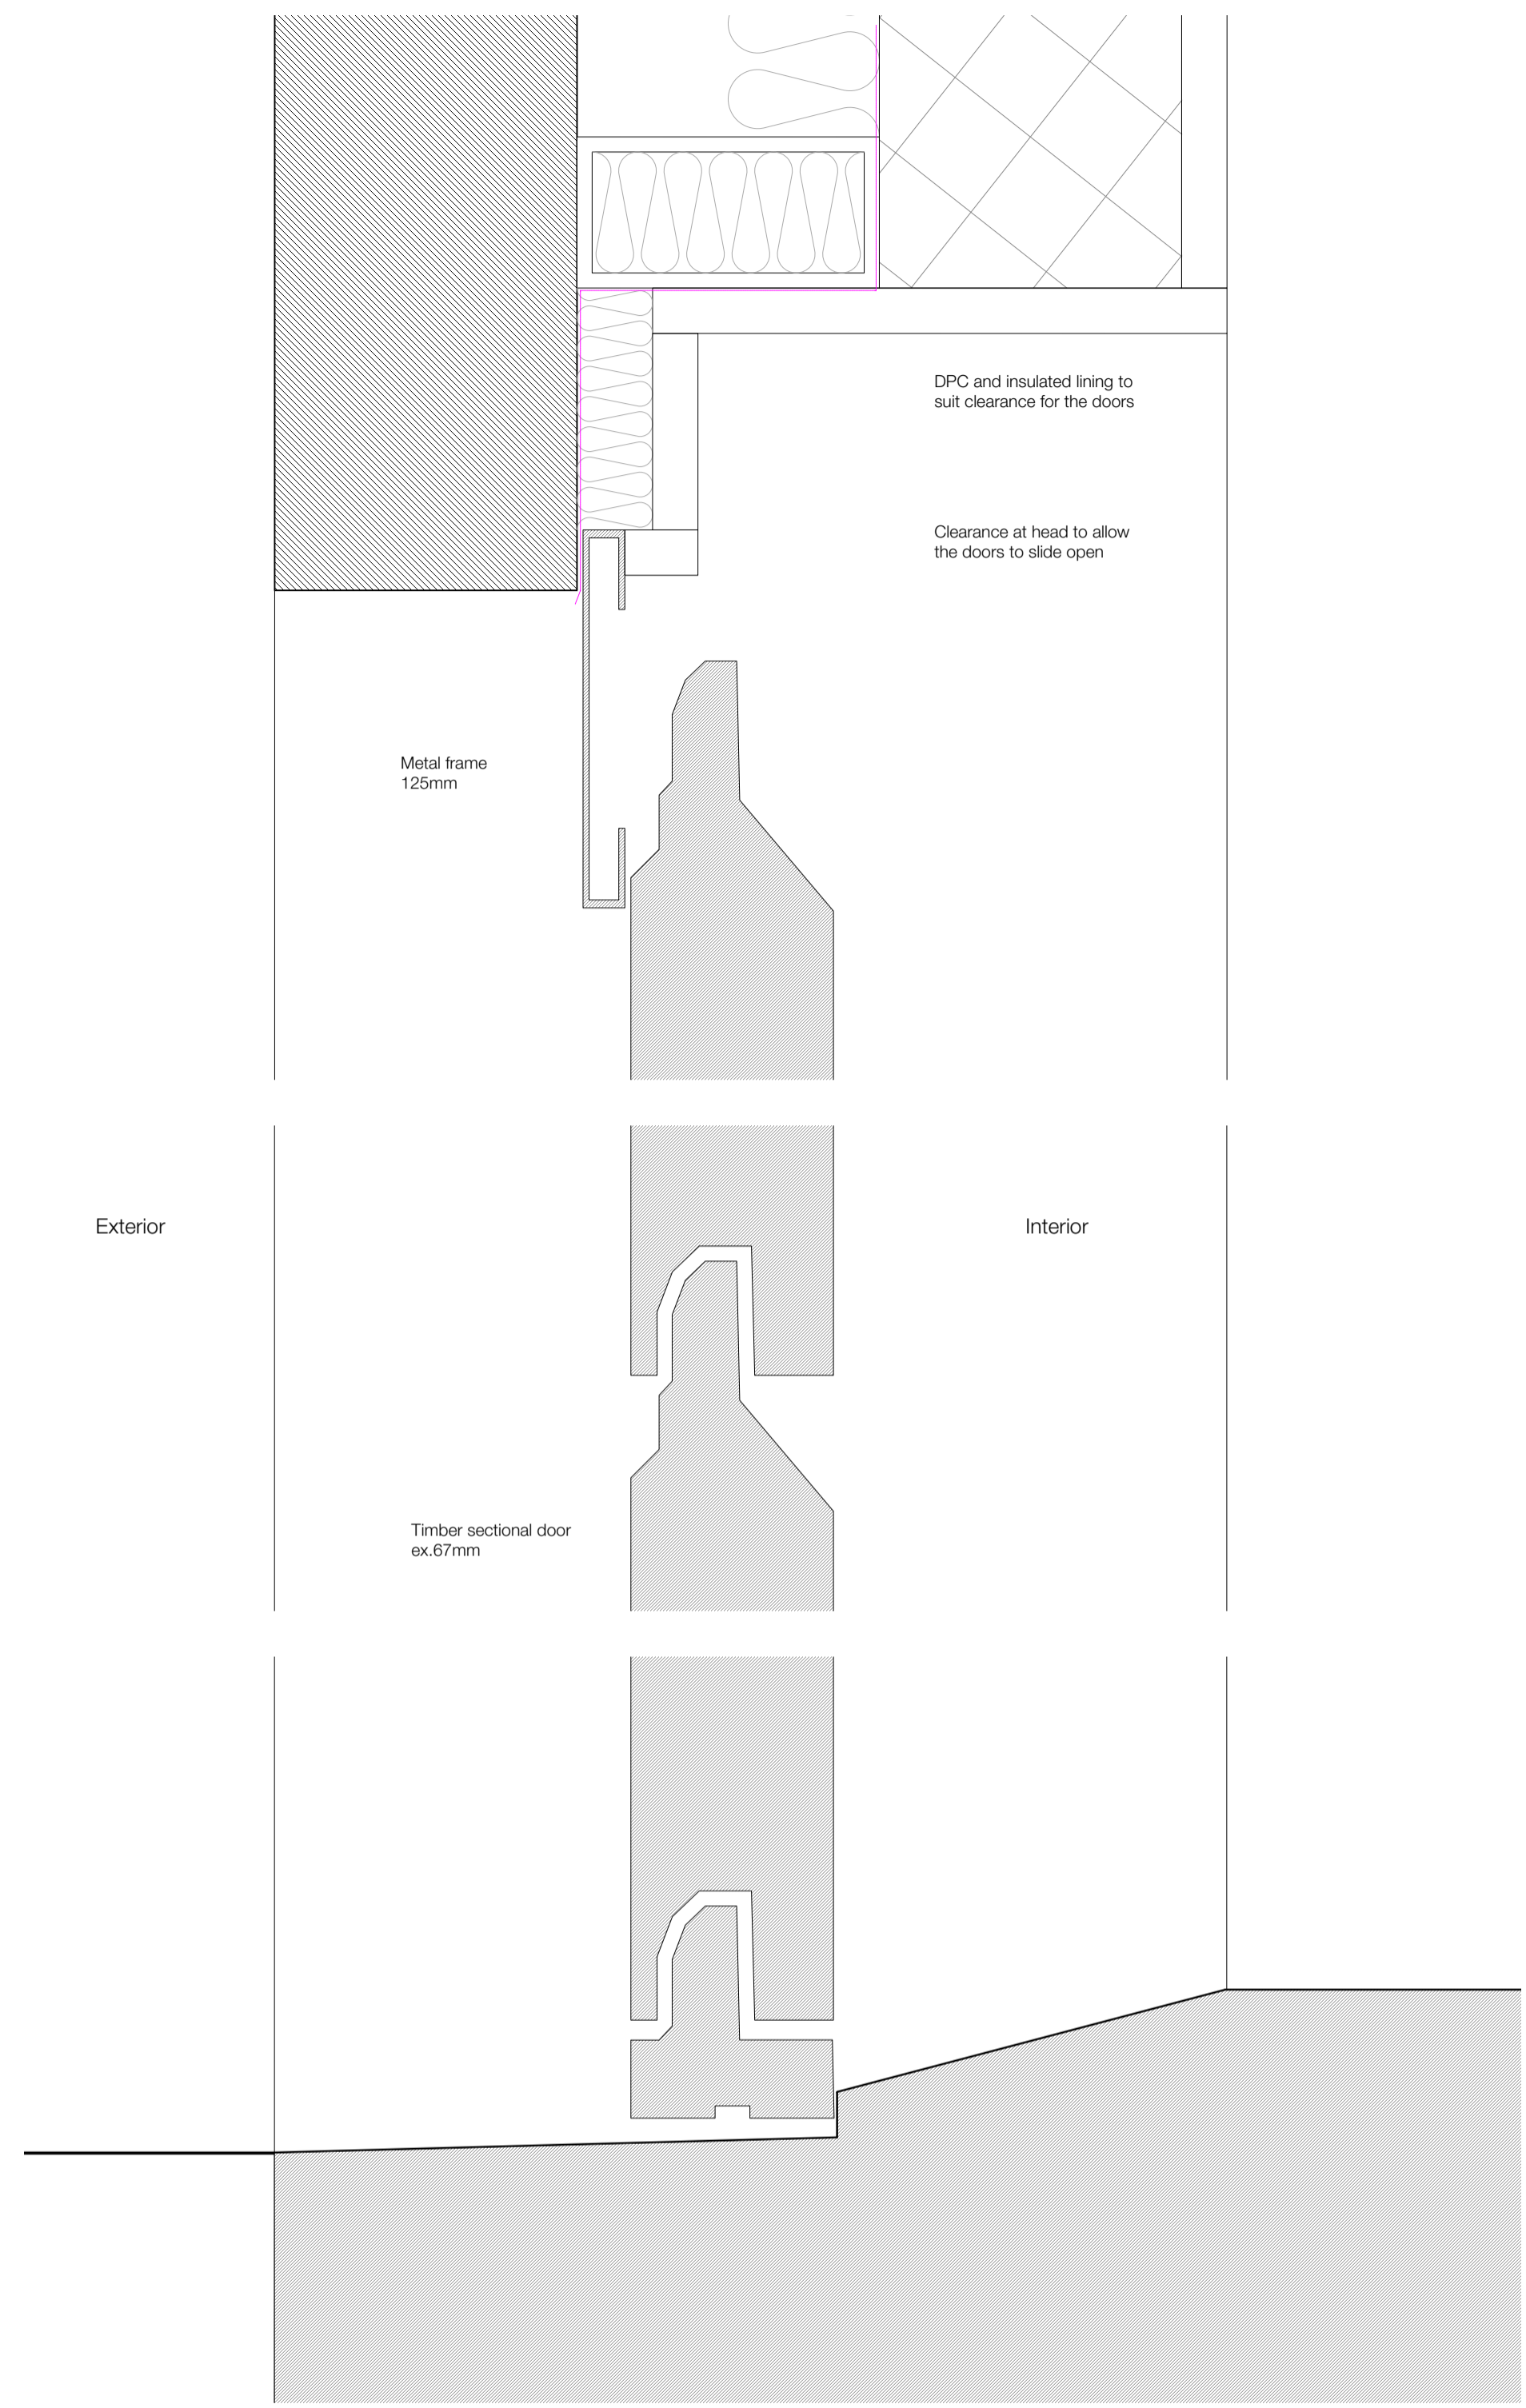 DPC and insulated lining to
suit clearance for the doors
Clearance at head to allow
the doors to slide open
Metal frame
125mm
Exterior
Interior
Timber sectional door
ex.67mm